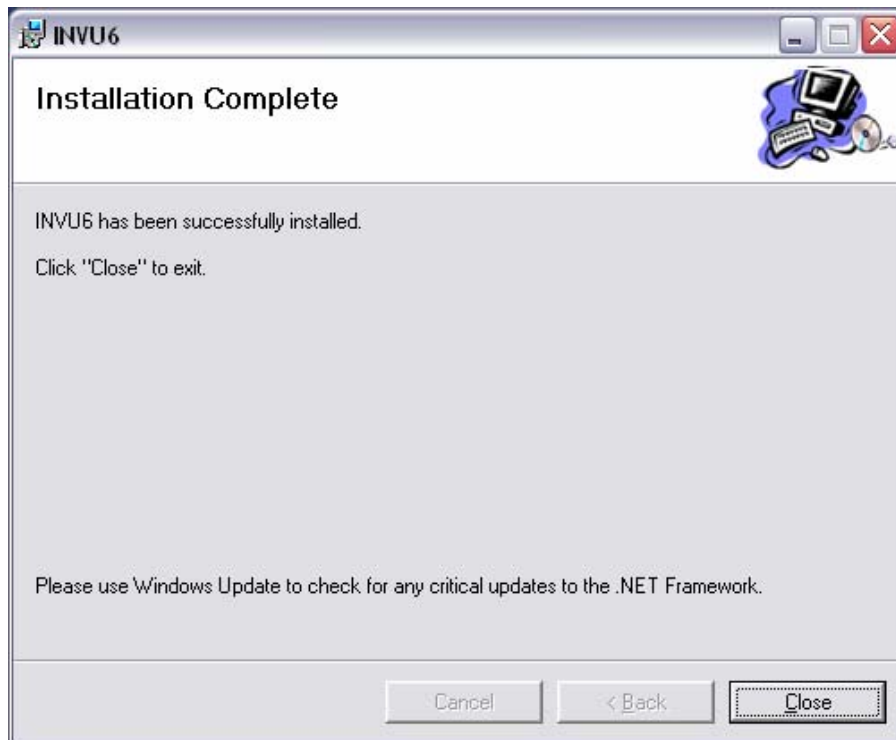 INVU6
Installation Complete
INVU6 has been successfully installed.
Click "Close" to exit.
Please use Windows Update to check for any critical updates to the .NET Framework.
Cancel
< Back
Close